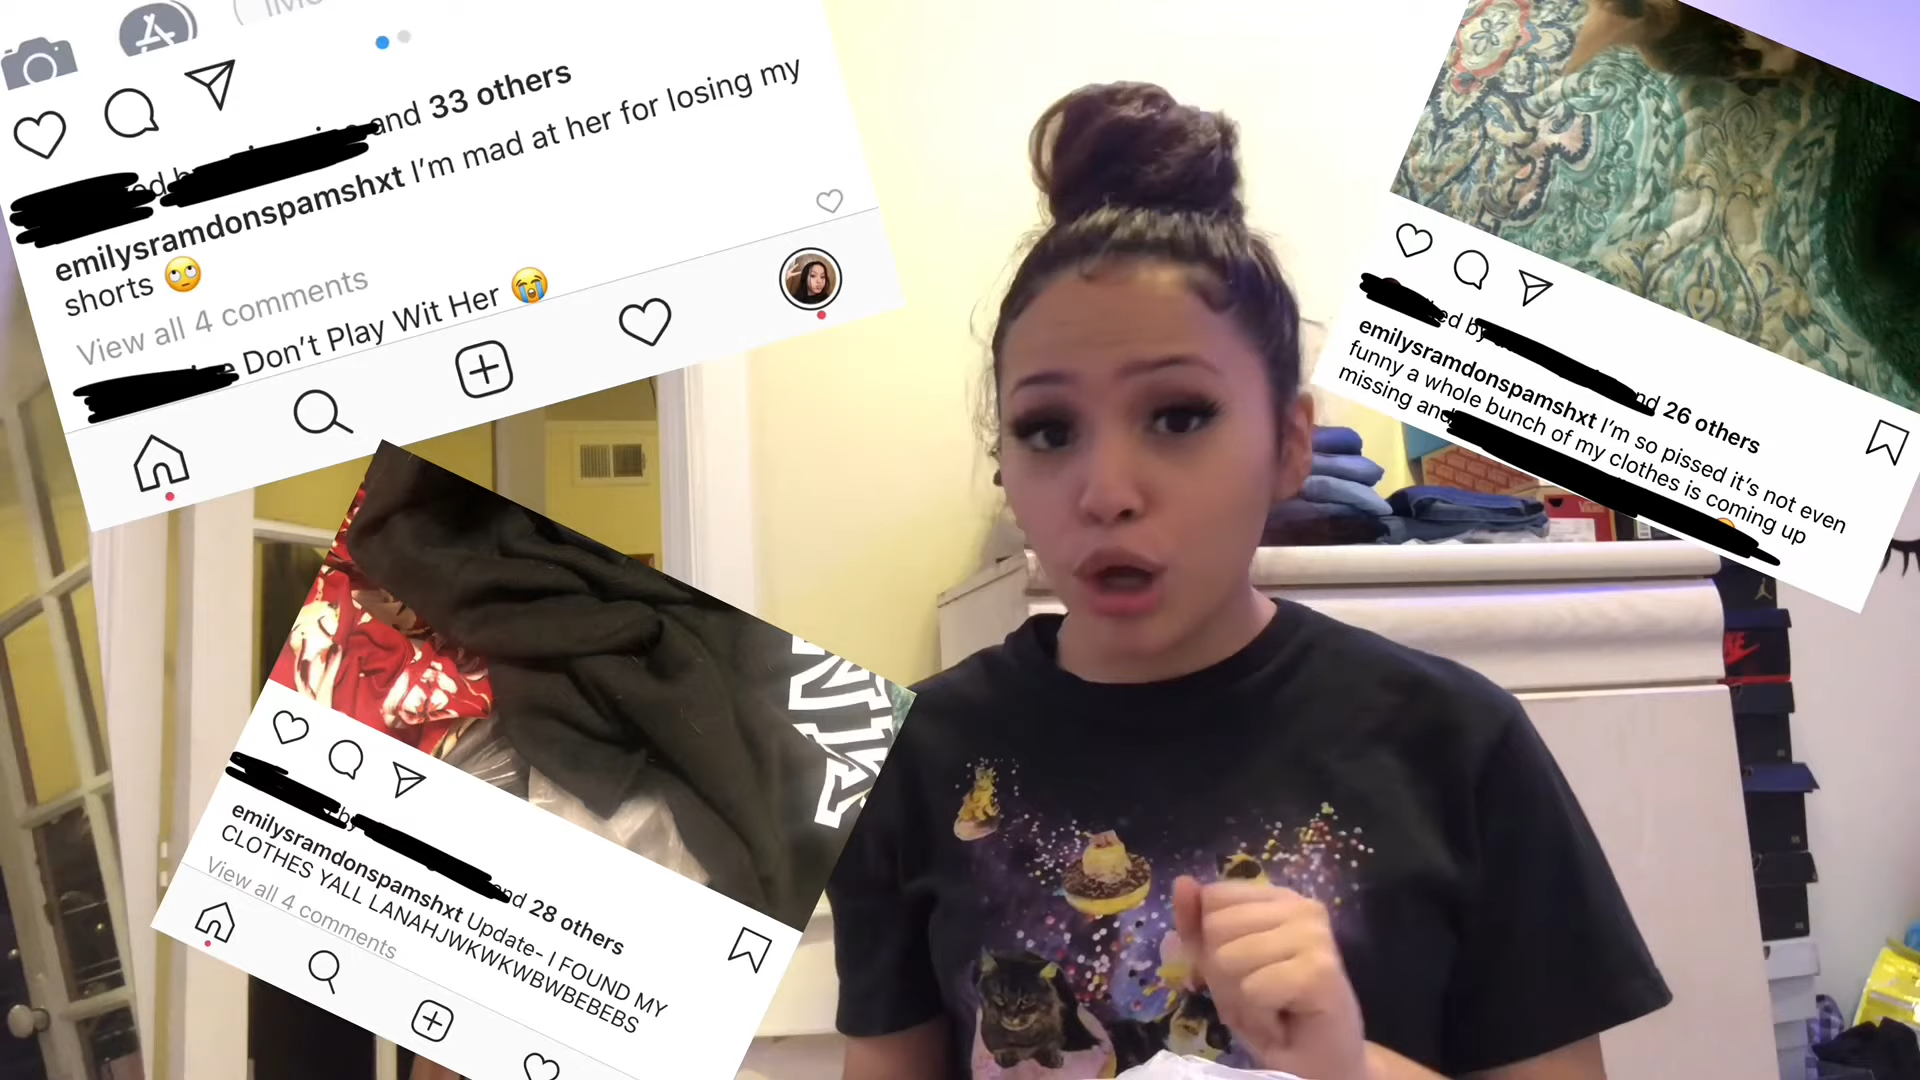 and 33 others
emilysramdonspamshxt I'm mad at her for losing my
shorts 🙄
View all 4 comments
Don't Play Wit Her 😭
and 26 others
emilysramdonspamshxt I'm so pissed it's not even
funny a whole bunch of my clothes is coming up
missing and
and 28 others
emilysramdonspamshxt Update- I FOUND MY
CLOTHES YALL LANAHJWKWKWBWBEBEBS
View all 4 comments